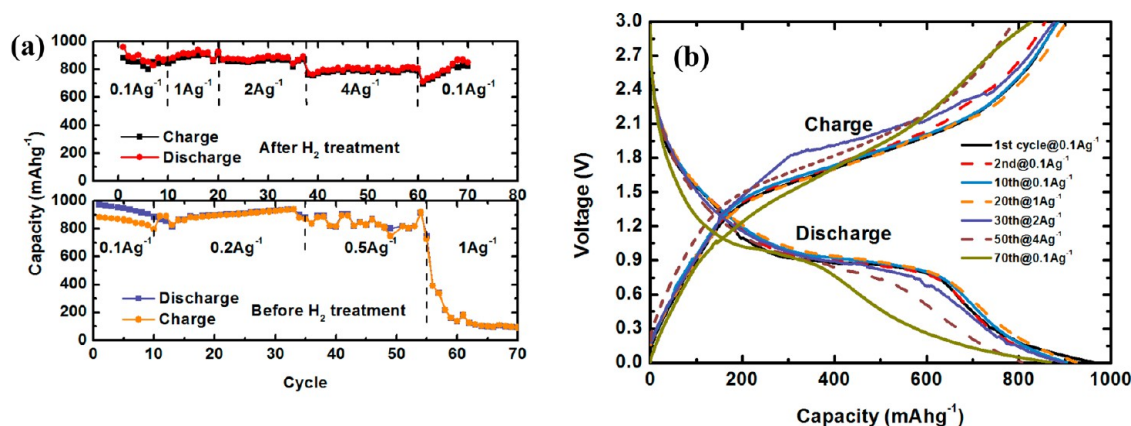 (a)
1000
800
600
400
200
0
0.1Ag⁻¹
1Ag⁻¹
2Ag⁻¹
4Ag⁻¹
0.1Ag⁻¹
Charge
Discharge
After H₂ treatment
0 10 20 30 40 50 60 70 80
Capacity (mAhg⁻¹)
1000
800
600
400
200
0
0.1Ag⁻¹
0.2Ag⁻¹
0.5Ag⁻¹
1Ag⁻¹
Discharge
Charge
Before H₂ treatment
0 10 20 30 40 50 60 70
Cycle
(b)
3.0
2.7
2.4
2.1
1.8
1.5
1.2
0.9
0.6
0.3
0.0
Voltage (V)
Charge
Discharge
1st cycle@0.1Ag⁻¹
2nd@0.1Ag⁻¹
10th@0.1Ag⁻¹
20th@1Ag⁻¹
30th@2Ag⁻¹
50th@4Ag⁻¹
70th@0.1Ag⁻¹
0 200 400 600 800 1000
Capacity (mAhg⁻¹)